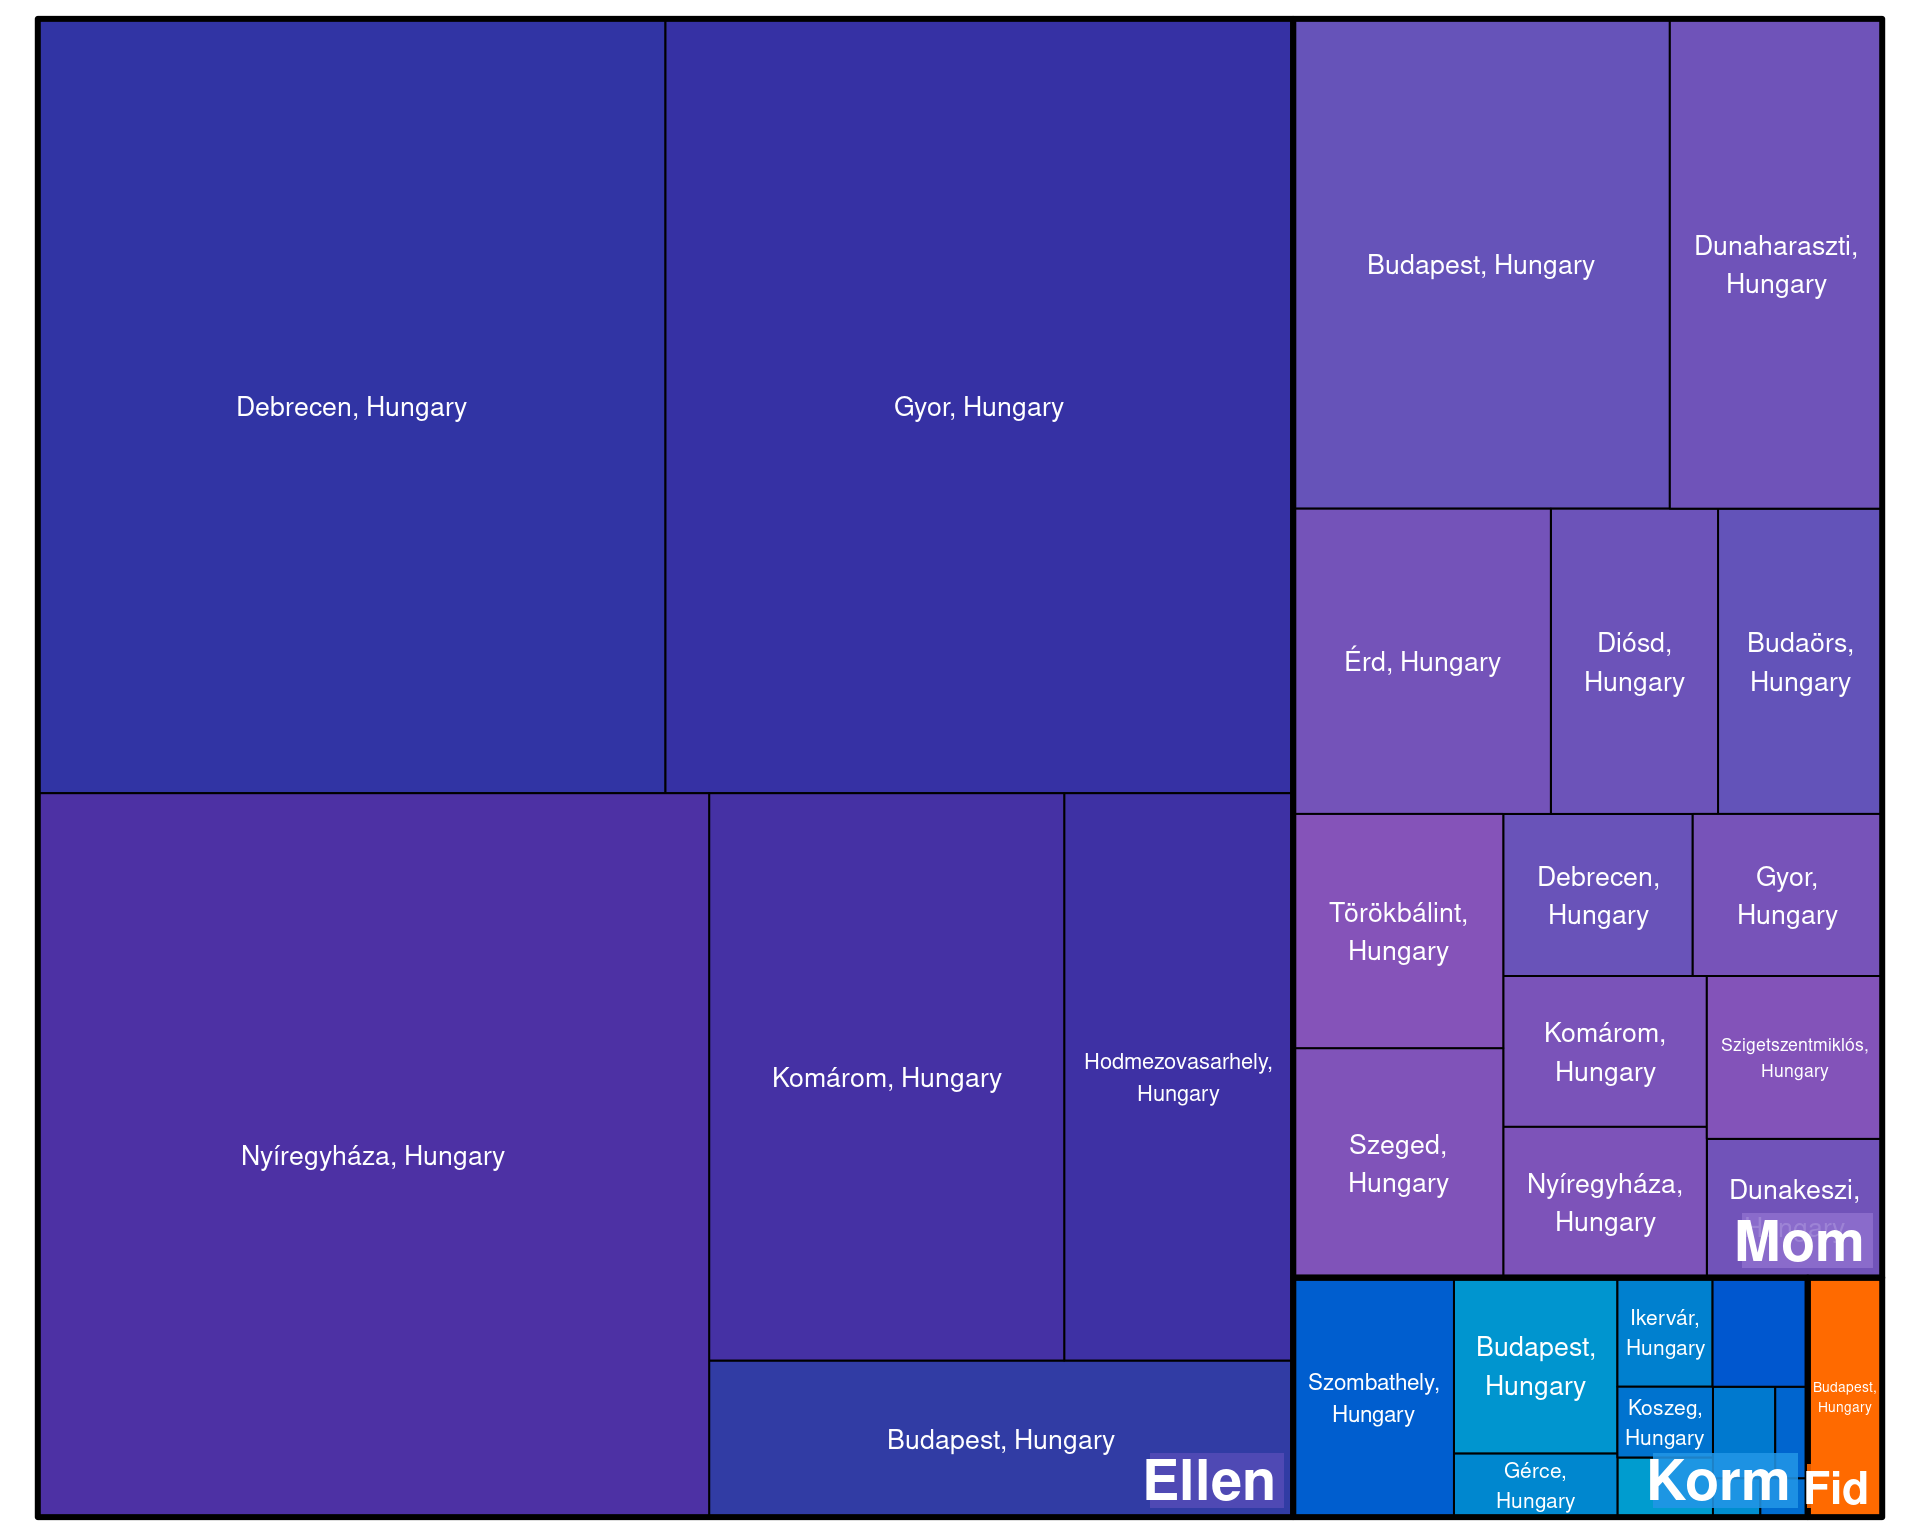 Debrecen, Hungary
Gyor, Hungary
Nyíregyháza, Hungary
Komárom, Hungary
Hodmezovasarhely,
Hungary
Budapest, Hungary
Ellen
Budapest, Hungary
Dunaharaszti,
Hungary
Érd, Hungary
Diósd,
Hungary
Budaörs,
Hungary
Törökbálint,
Hungary
Debrecen,
Hungary
Gyor,
Hungary
Szeged,
Hungary
Komárom,
Hungary
Szigetszentmiklós,
Hungary
Nyíregyháza,
Hungary
Dunakeszi,
Hungary
Mom
Szombathely,
Hungary
Budapest,
Hungary
Gérce,
Hungary
Ikervár,
Hungary
Koszeg,
Hungary
Korm
Budapest,
Hungary
Fid